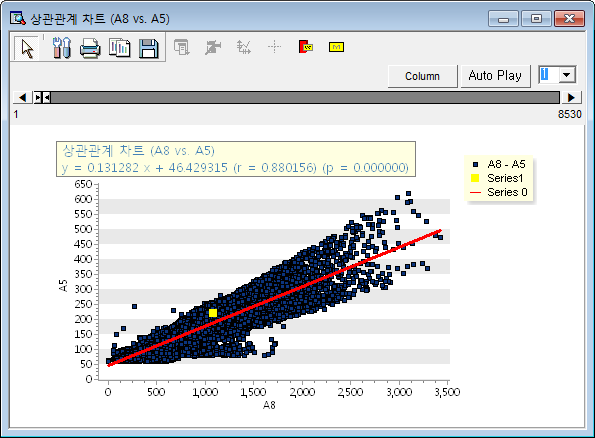 상관관계 차트 (A8 vs. A5)
Column
Auto Play
1
1
8530
상관관계 차트 (A8 vs. A5)
y = 0.131282 x + 46.429315 (r = 0.880156) (p = 0.000000)
A8 - A5
Series1
Series 0
650
600
550
500
450
400
350
300
250
200
150
100
50
0
A5
0
500
1,000
1,500
2,000
2,500
3,000
3,500
A8